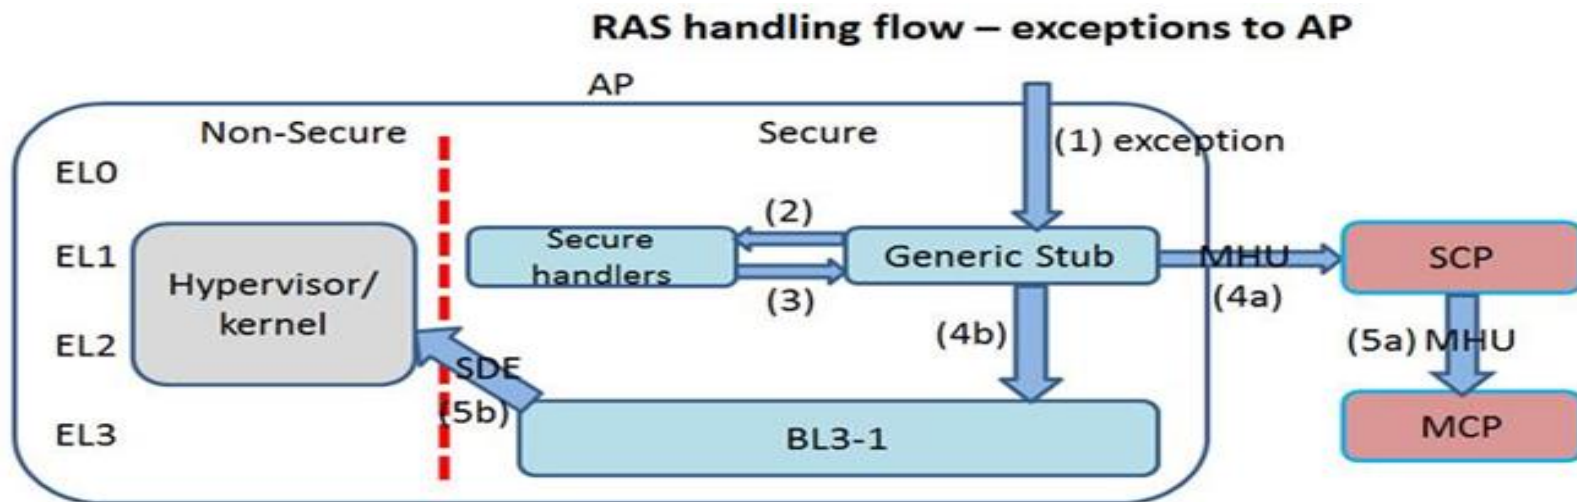 RAS handling flow – exceptions to AP
AP
Non-Secure
Secure
(1) exception
EL0
EL1
EL2
EL3
Hypervisor/
kernel
Secure
handlers
(2)
(3)
Generic Stub
MHU
(4a)
SCP
(4b)
(5a) MHU
SDE
(5b)
BL3-1
MCP